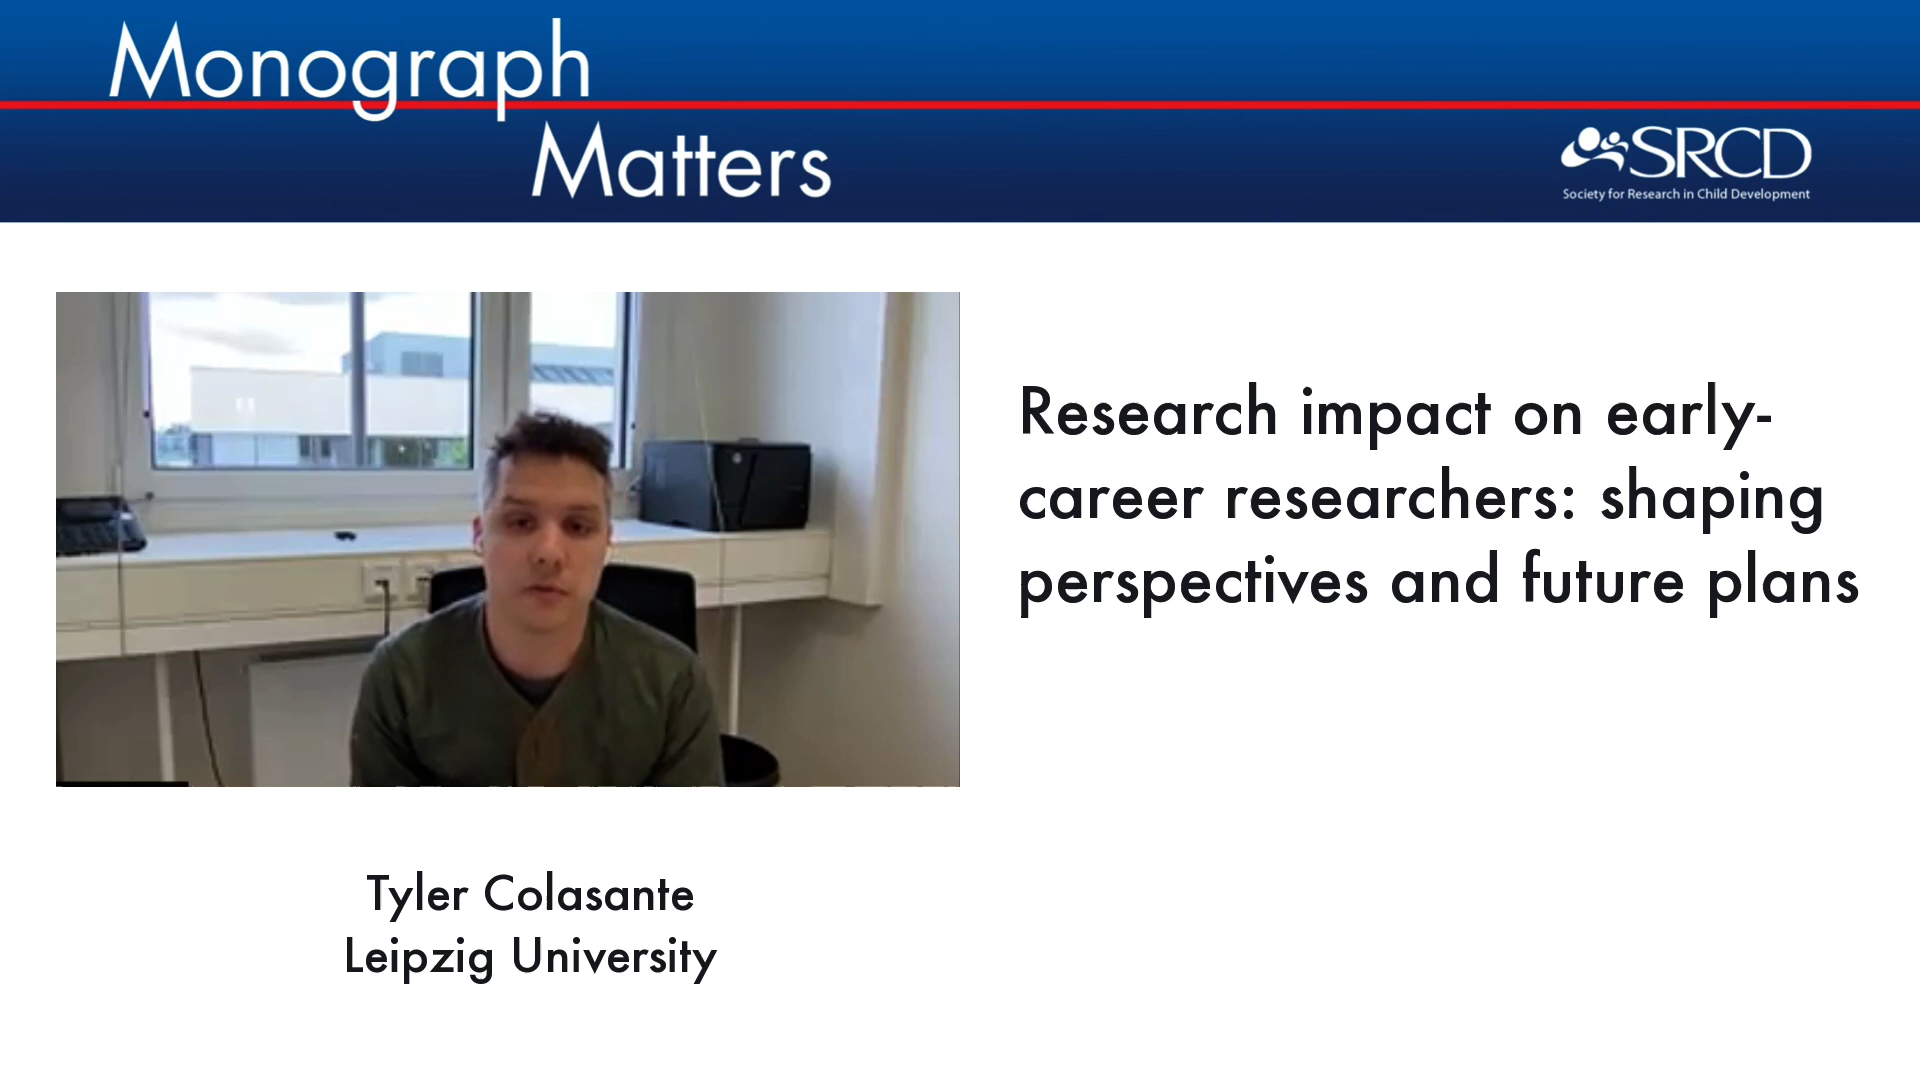 Monograph
Matters
SRCD
Society for Research in Child Development
Research impact on early-
career researchers: shaping
perspectives and future plans
Tyler Colasante
Leipzig University